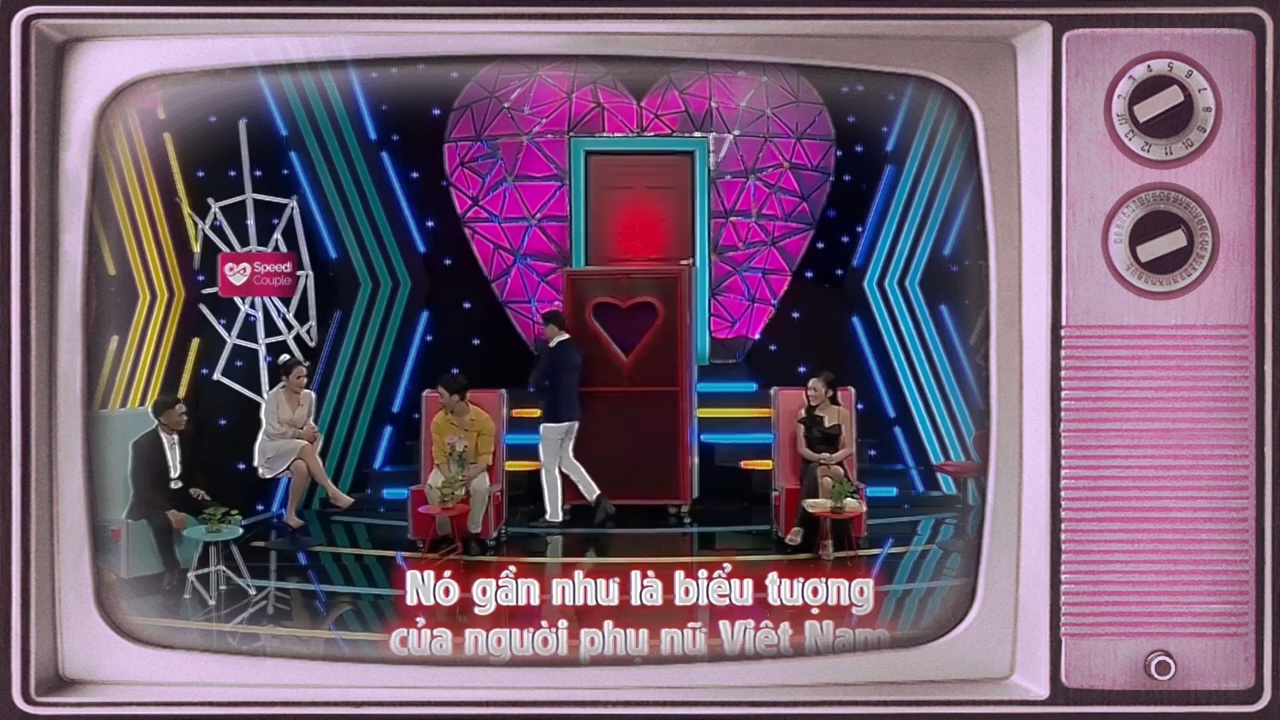 Speed!
Couple
Nó gần như là biểu tượng
của người phụ nữ Việt Nam